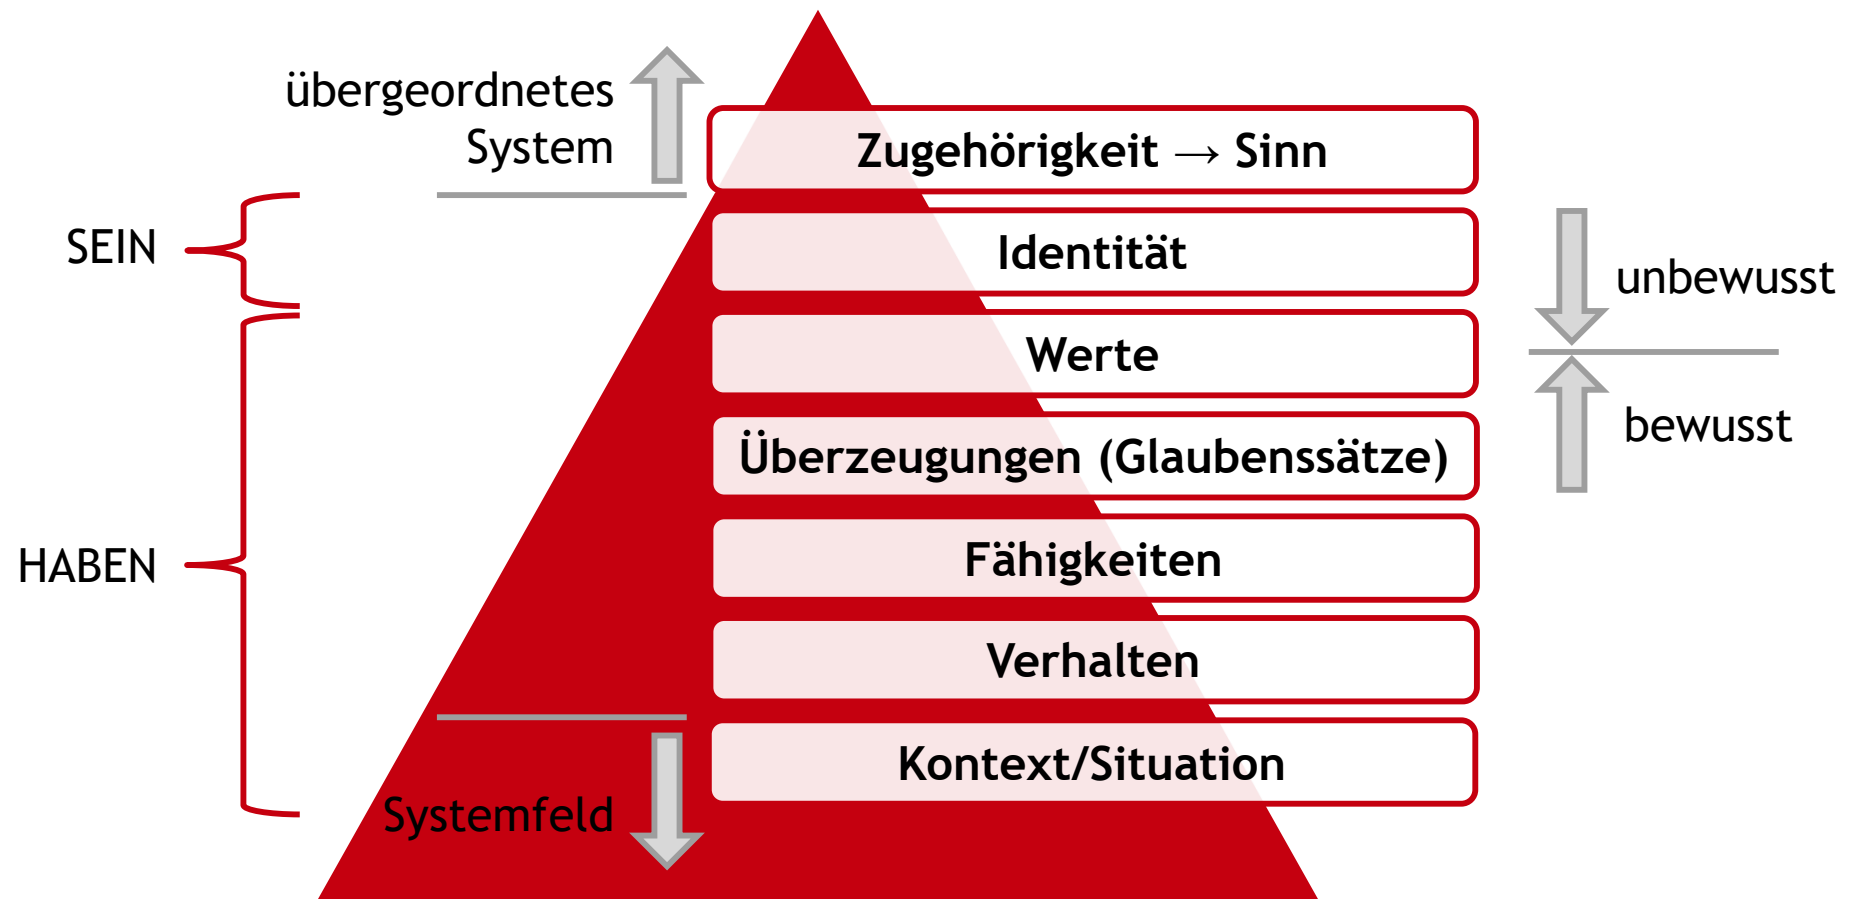 übergeordnetes
System
Zugehörigkeit → Sinn
SEIN
Identität
unbewusst
Werte
bewusst
Überzeugungen (Glaubenssätze)
HABEN
Fähigkeiten
Verhalten
Kontext/Situation
Systemfeld